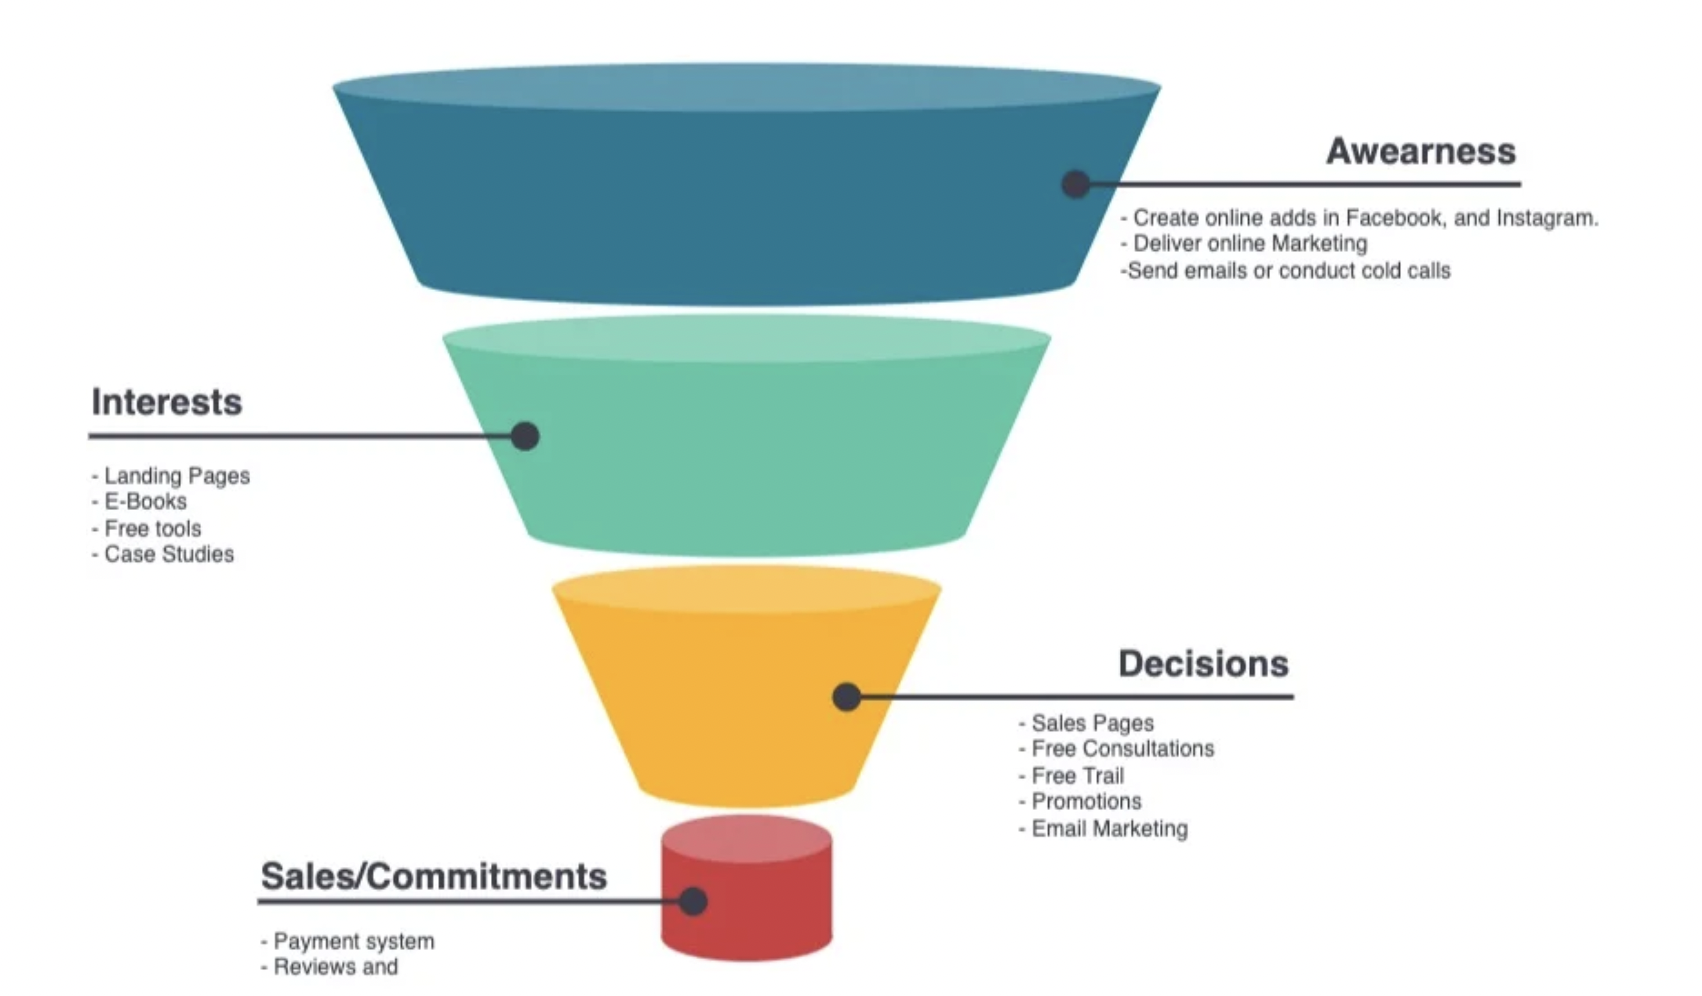 Awearness
- Create online adds in Facebook, and Instagram.
- Deliver online Marketing
-Send emails or conduct cold calls
Interests
- Landing Pages
- E-Books
- Free tools
- Case Studies
Decisions
- Sales Pages
- Free Consultations
- Free Trail
- Promotions
- Email Marketing
Sales/Commitments
- Payment system
- Reviews and